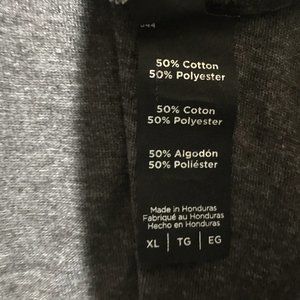 50% Cotton
50% Polyester
50% Coton
50% Polyester
50% Algodón
50% Poliéster
Made in Honduras
Fabriqué au Honduras
Hecho en Honduras
XL | TG | EG